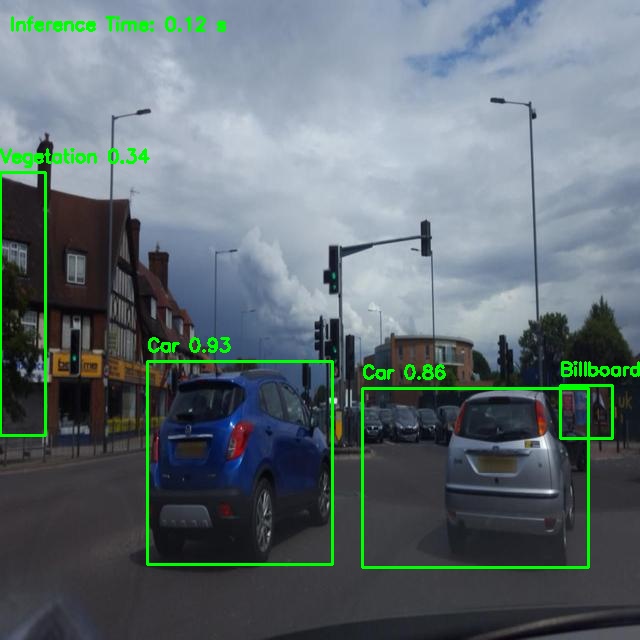 Inference Time: 0.12 s
Vegetation 0.34
Car 0.93
Car 0.86
Billboard